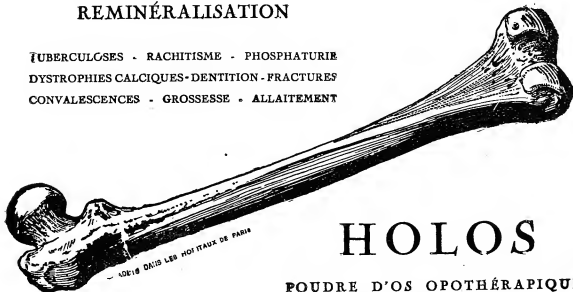 REMINÉRALISATION
TUBERCULOSES - RACHITISME - PHOSPHATURIE
DYSTROPHIES CALCIQUES - DENTITION - FRACTURES
CONVALESCENCES - GROSSESSE - ALLAITEMENT
DANS LES HOPITAUX DE PARIS
HOLOS
POUDRE D'OS OPOTHÉRAPIQU